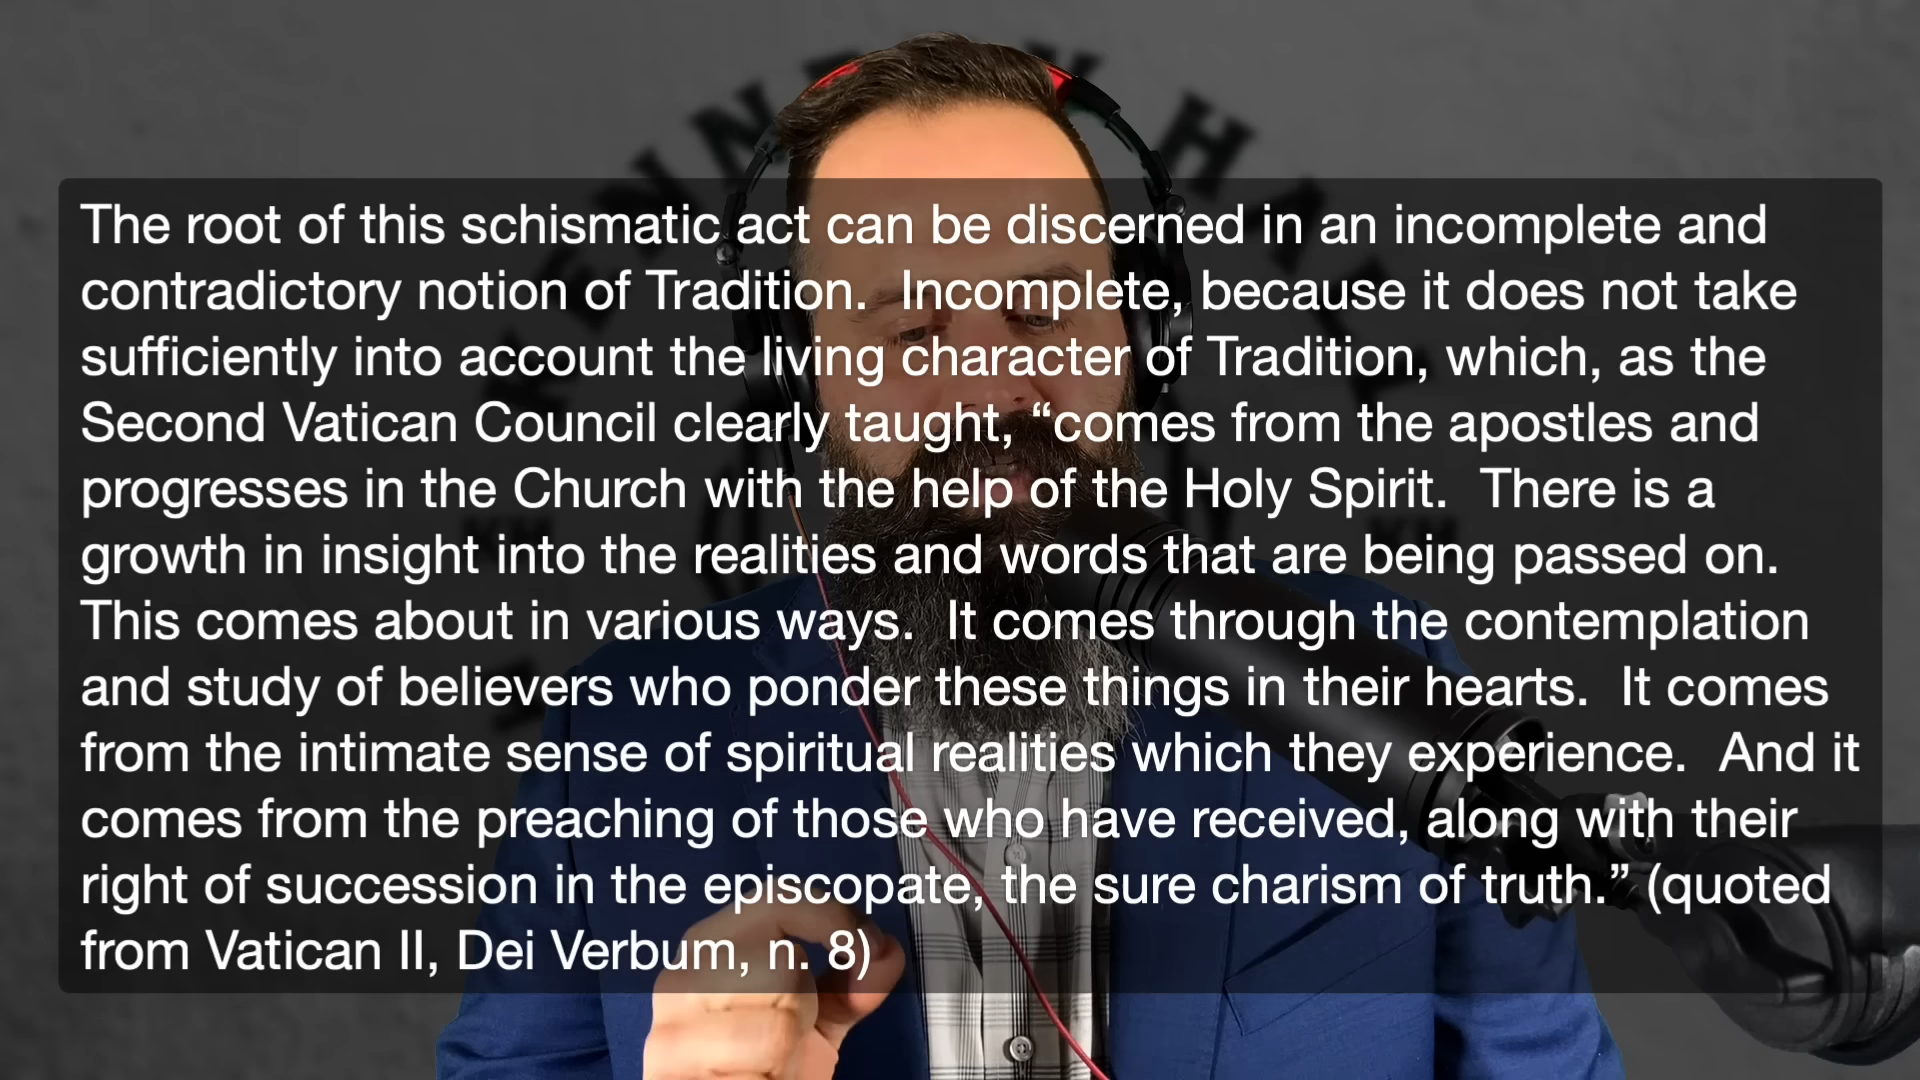 KENNEDY HALL
The root of this schismatic act can be discerned in an incomplete and
contradictory notion of Tradition.  Incomplete, because it does not take
sufficiently into account the living character of Tradition, which, as the
Second Vatican Council clearly taught, “comes from the apostles and
progresses in the Church with the help of the Holy Spirit.  There is a
growth in insight into the realities and words that are being passed on.
This comes about in various ways.  It comes through the contemplation
and study of believers who ponder these things in their hearts.  It comes
from the intimate sense of spiritual realities which they experience.  And it
comes from the preaching of those who have received, along with their
right of succession in the episcopate, the sure charism of truth.” (quoted
from Vatican II, Dei Verbum, n. 8)